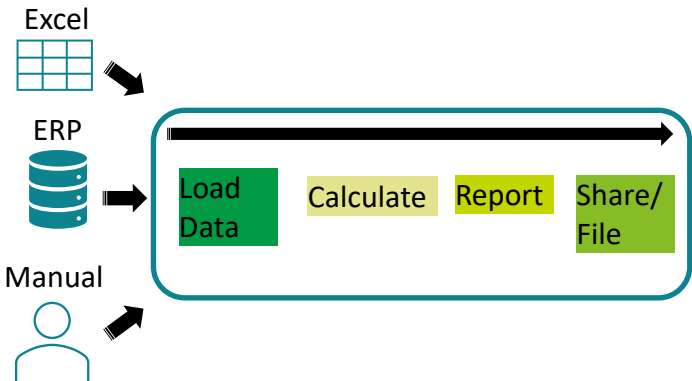 Excel
ERP
Manual
Load
Data
Calculate
Report
Share/
File